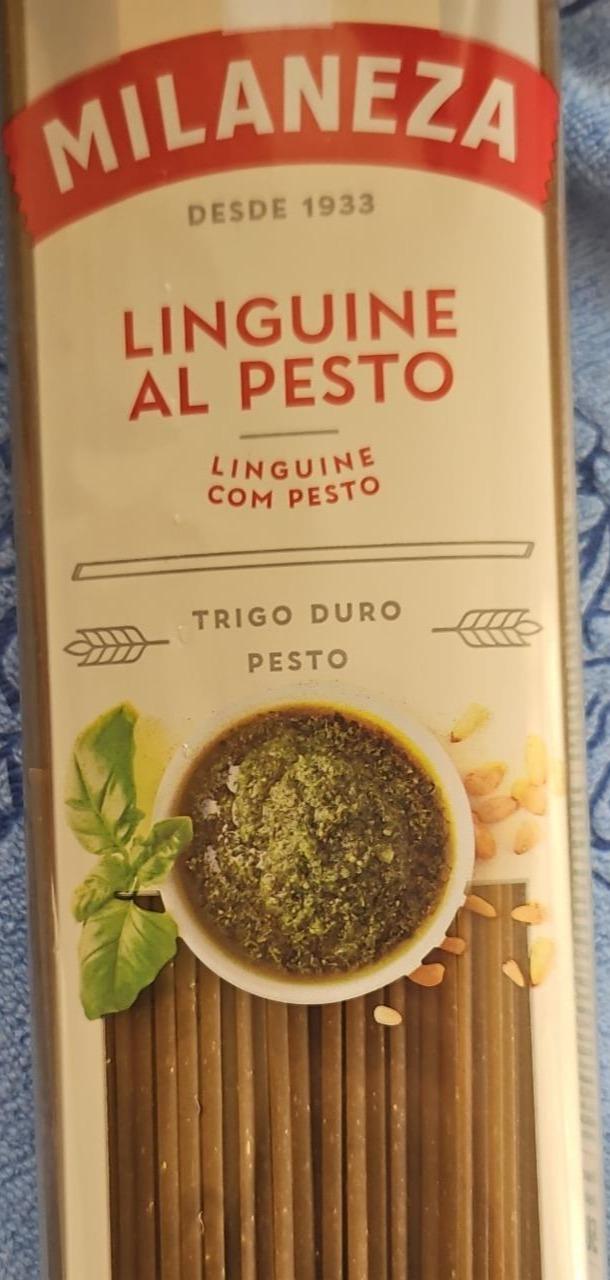 MILANEZA
DESDE 1933
LINGUINE
AL PESTO
LINGUINE
COM PESTO
TRIGO DURO
PESTO